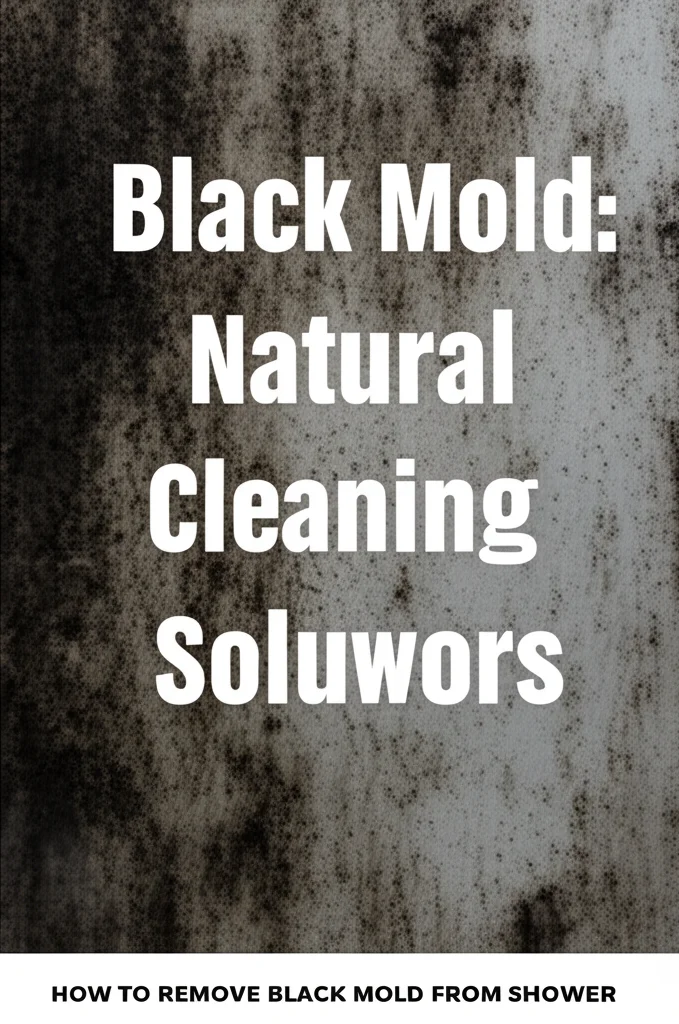 Black Mold:
Natural
Cleaning
Soluwors
HOW TO REMOVE BLACK MOLD FROM SHOWER